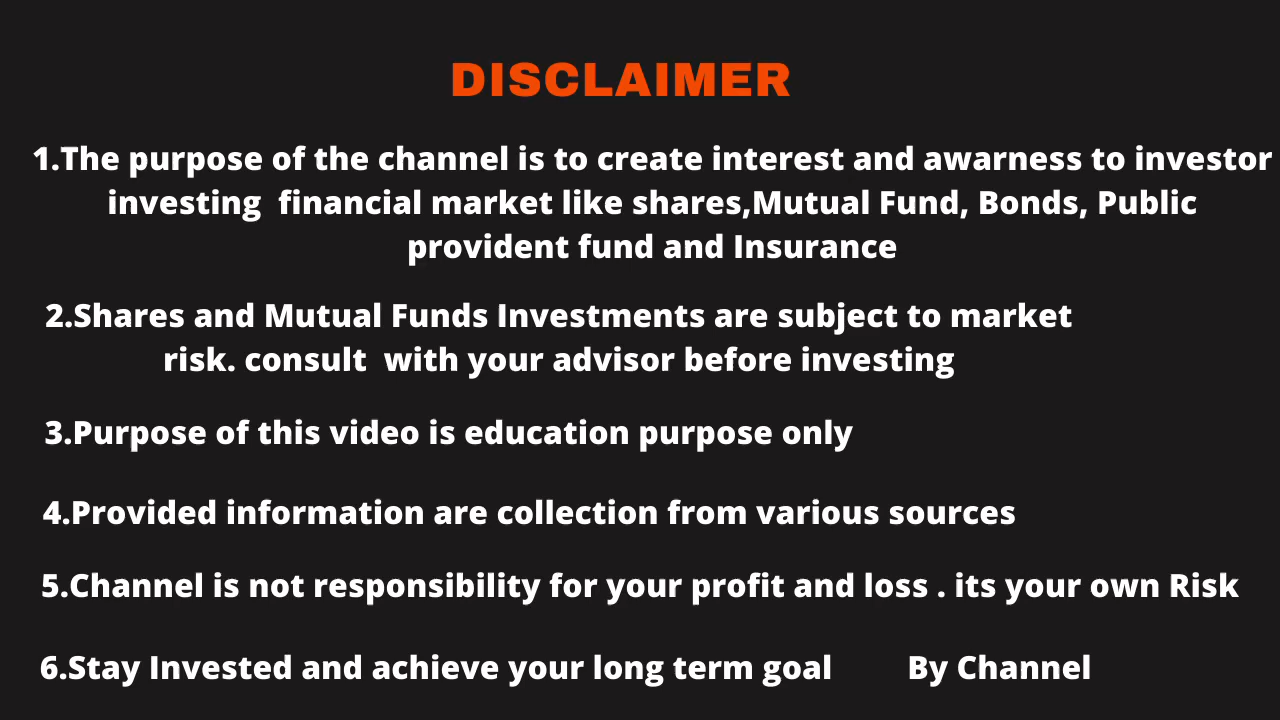 DISCLAIMER
1.The purpose of the channel is to create interest and awarness to investor
investing financial market like shares,Mutual Fund, Bonds, Public
provident fund and Insurance
2.Shares and Mutual Funds Investments are subject to market
risk. consult with your advisor before investing
3.Purpose of this video is education purpose only
4.Provided information are collection from various sources
5.Channel is not responsibility for your profit and loss . its your own Risk
6.Stay Invested and achieve your long term goal By Channel